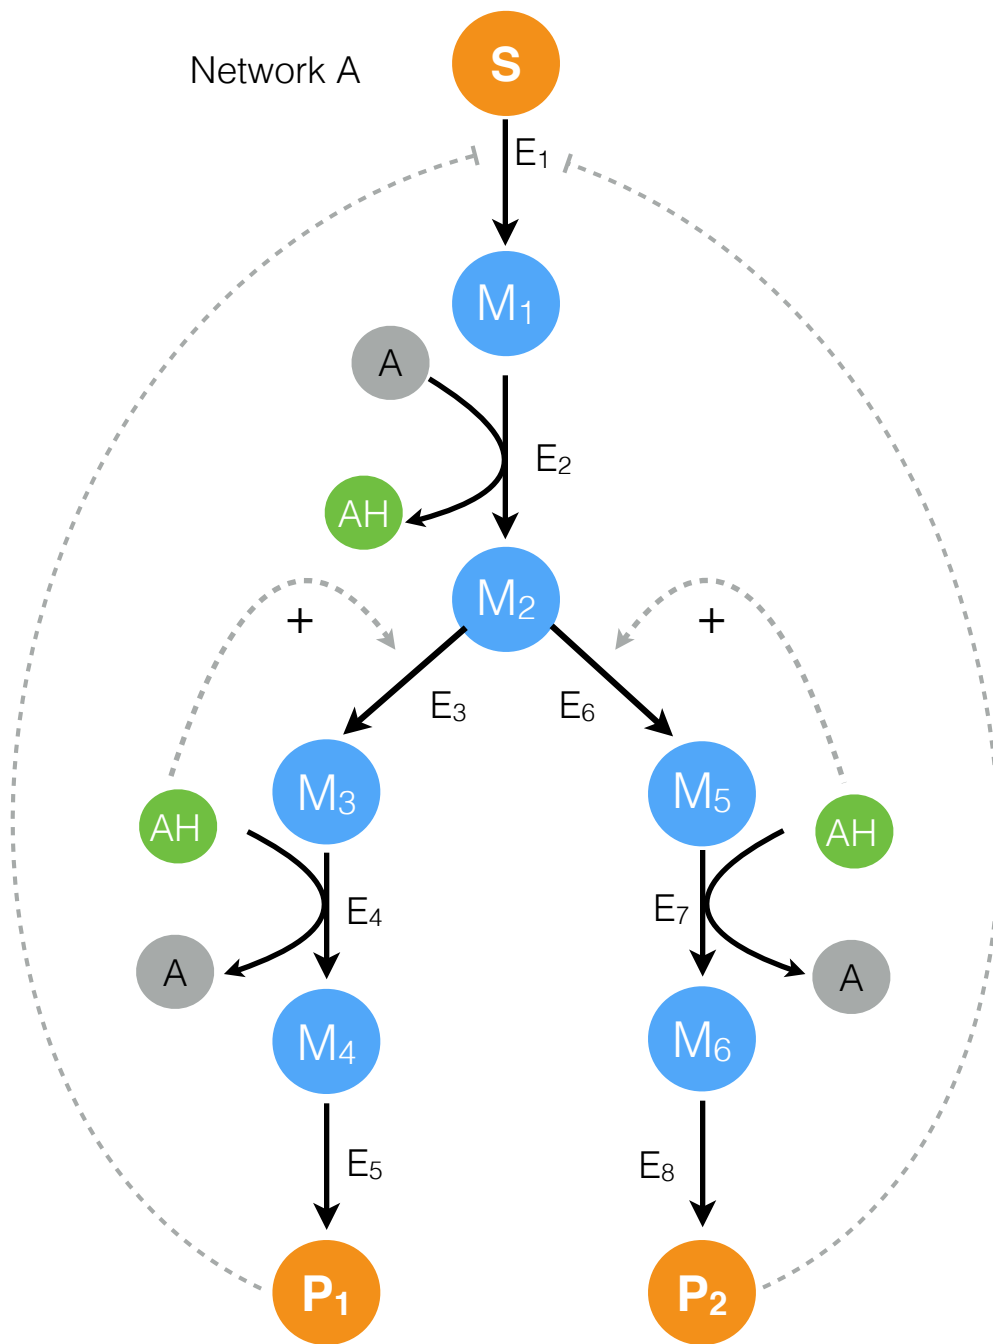 Network A
S
E₁
M₁
A
E₂
AH
M₂
+
+
E₃
E₆
M₃
M₅
AH
AH
E₄
E₇
A
A
M₄
M₆
E₅
E₈
P₁
P₂